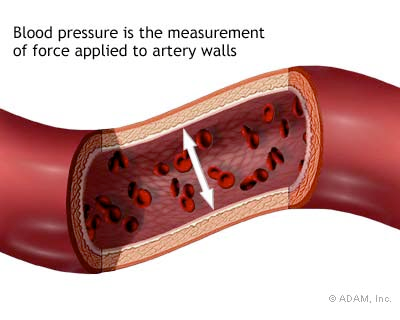 Blood pressure is the measurement
of force applied to artery walls
© ADAM, Inc.